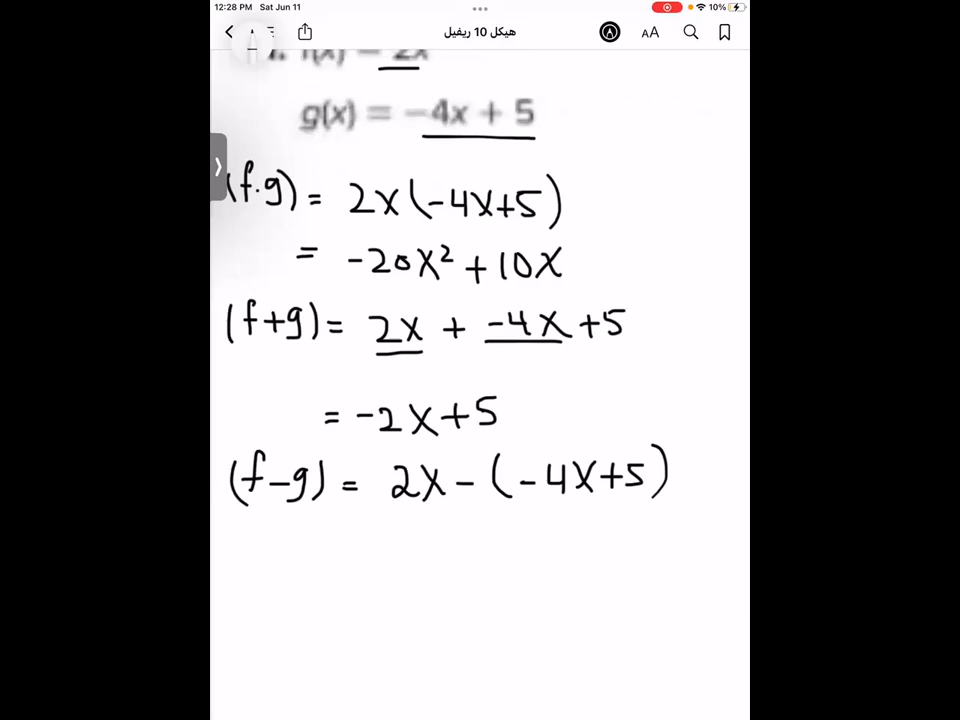 12:28 PM Sat Jun 11 10%
هيكل 10 ريفيل AA
f(x) = 2x
g(x) = -4x + 5
(f·g) = 2x(-4x+5)
= -20x² + 10x
(f+g) = 2x + -4x +5
= -2x+5
(f-g) = 2x - (-4x+5)